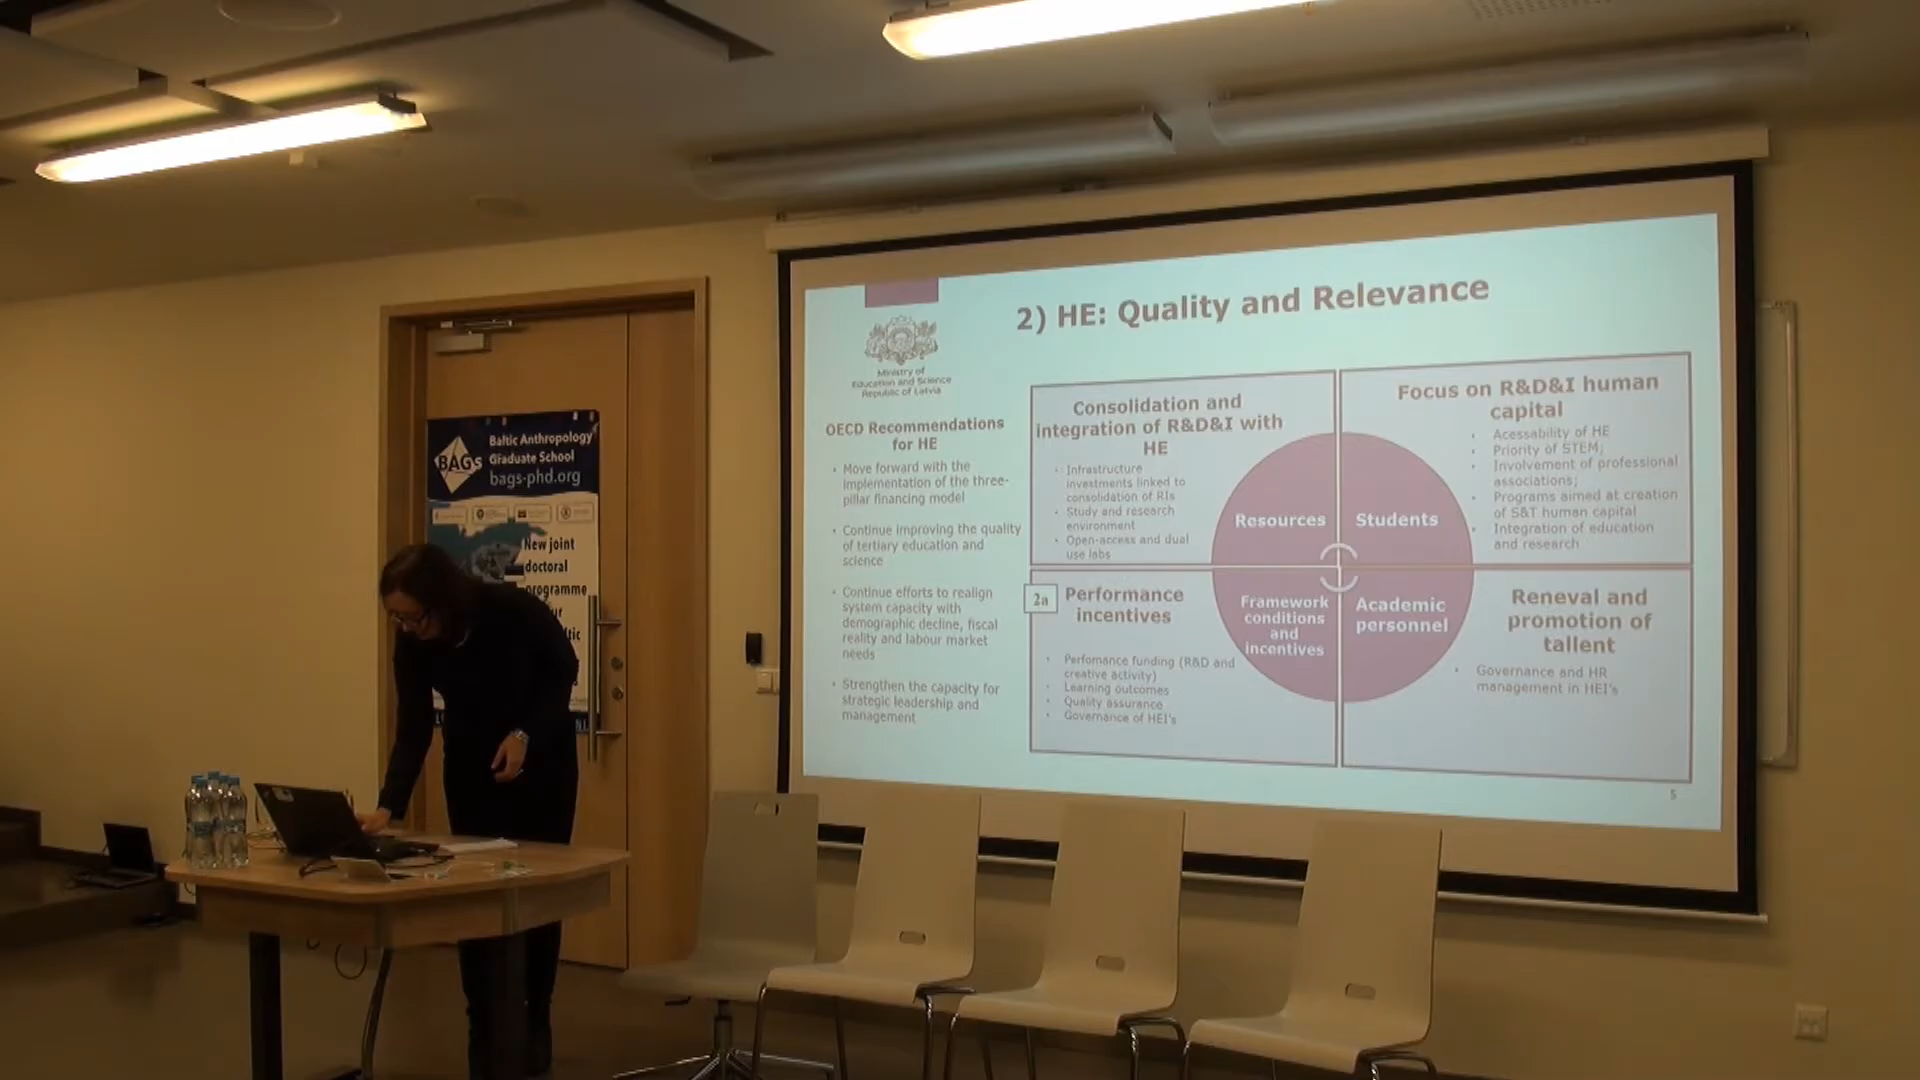 2) HE: Quality and Relevance
Ministry of
Education and Science
Republic of Latvia
OECD Recommendations
for HE
Move forward with the
implementation of the three-
pillar financing model
Continue improving the quality
of tertiary education and
science
Continue efforts to realign
system capacity with
demographic decline, fiscal
reality and labour market
needs
Strengthen the capacity for
strategic leadership and
management
Consolidation and
integration of R&D&I with
HE
Infrastructure
investments linked to
consolidation of RIs
Study and research
environment
Open-access and dual
use labs
Focus on R&D&I human
capital
Acessability of HE
Priority of STEM;
Involvement of professional
associations;
Programs aimed at creation
of S&T human capital
Integration of education
and research
Resources
Students
Framework
conditions
and
incentives
Academic
personnel
2a
Performance
incentives
Perfomance funding (R&D and
creative activity)
Learning outcomes
Quality assurance
Governance of HEI's
Reneval and
promotion of
tallent
Governance and HR
management in HEI's
5
BAGs
Baltic Anthropology
Graduate School
bags-phd.org
New joint
doctoral
programme